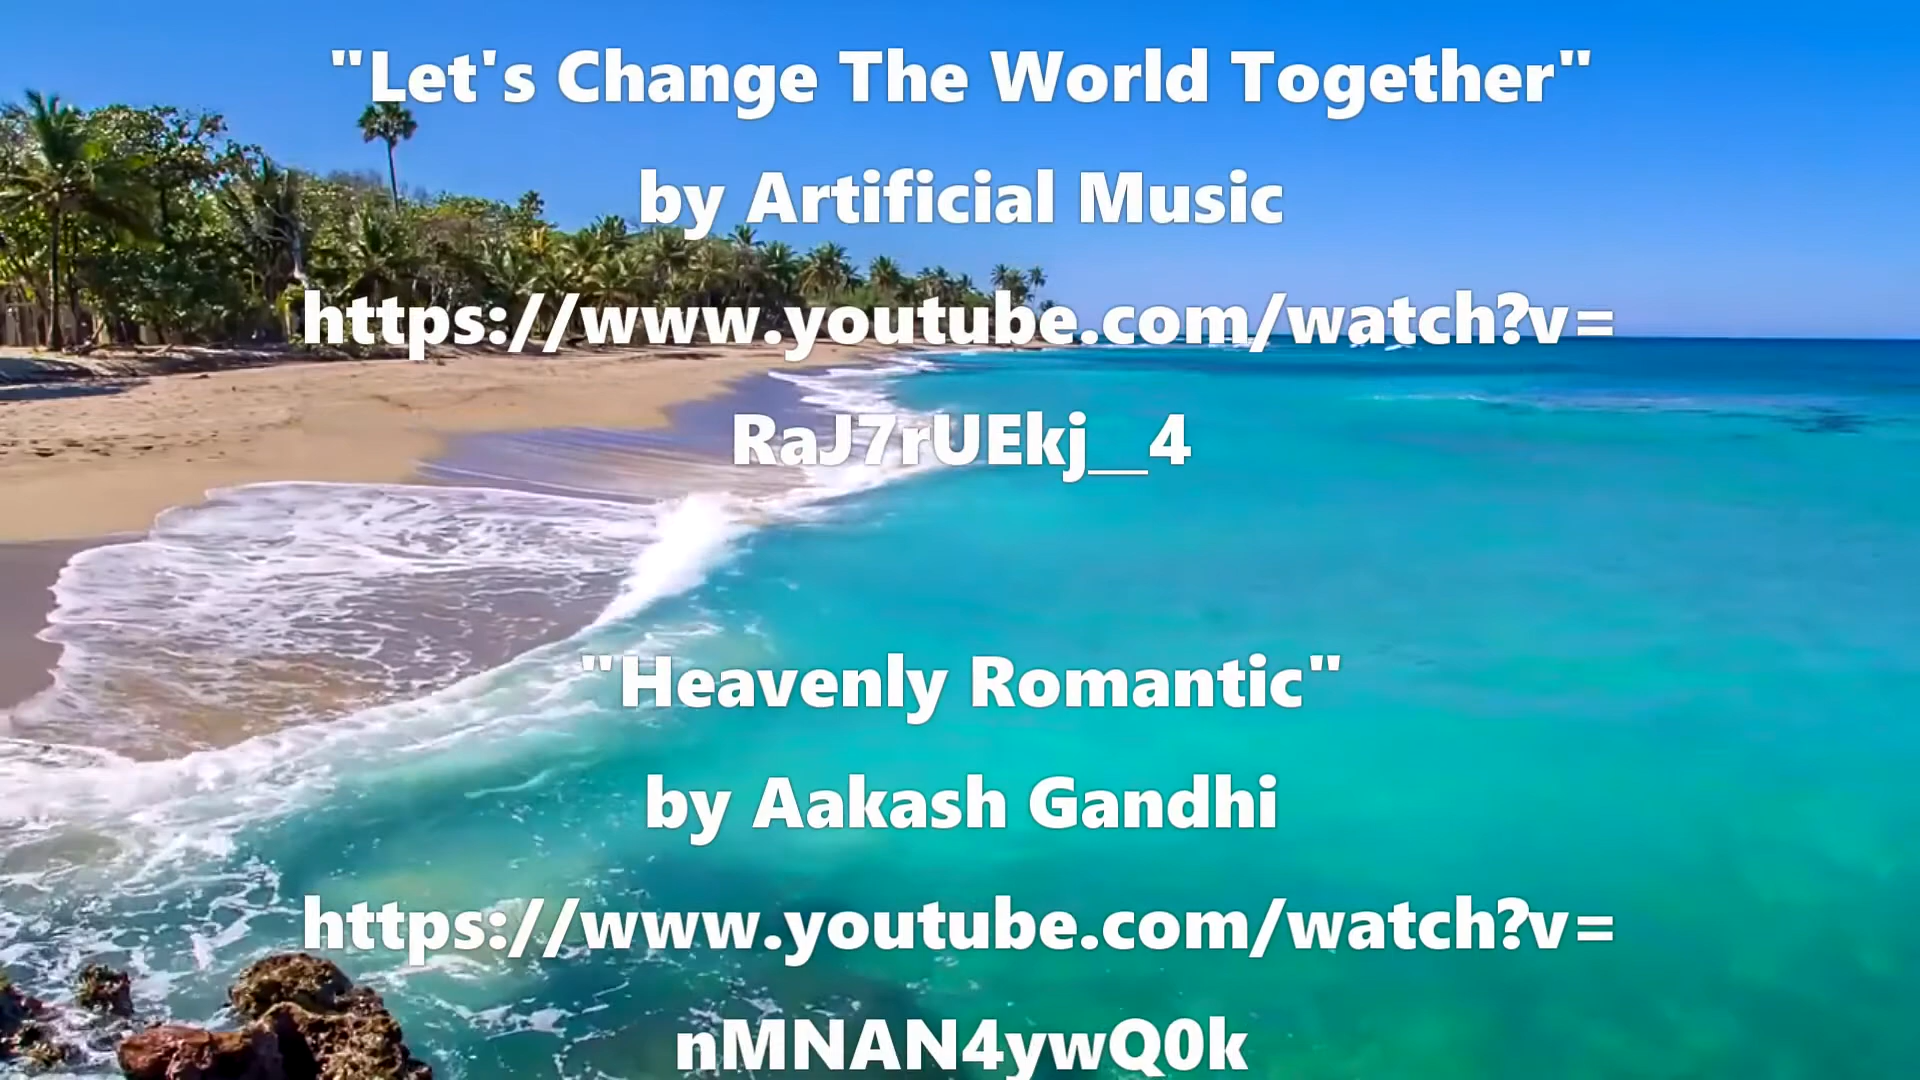 "Let's Change The World Together"
by Artificial Music
https://www.youtube.com/watch?v=
RaJ7rUEkj__4
"Heavenly Romantic"
by Aakash Gandhi
https://www.youtube.com/watch?v=
nMNAN4ywQ0k